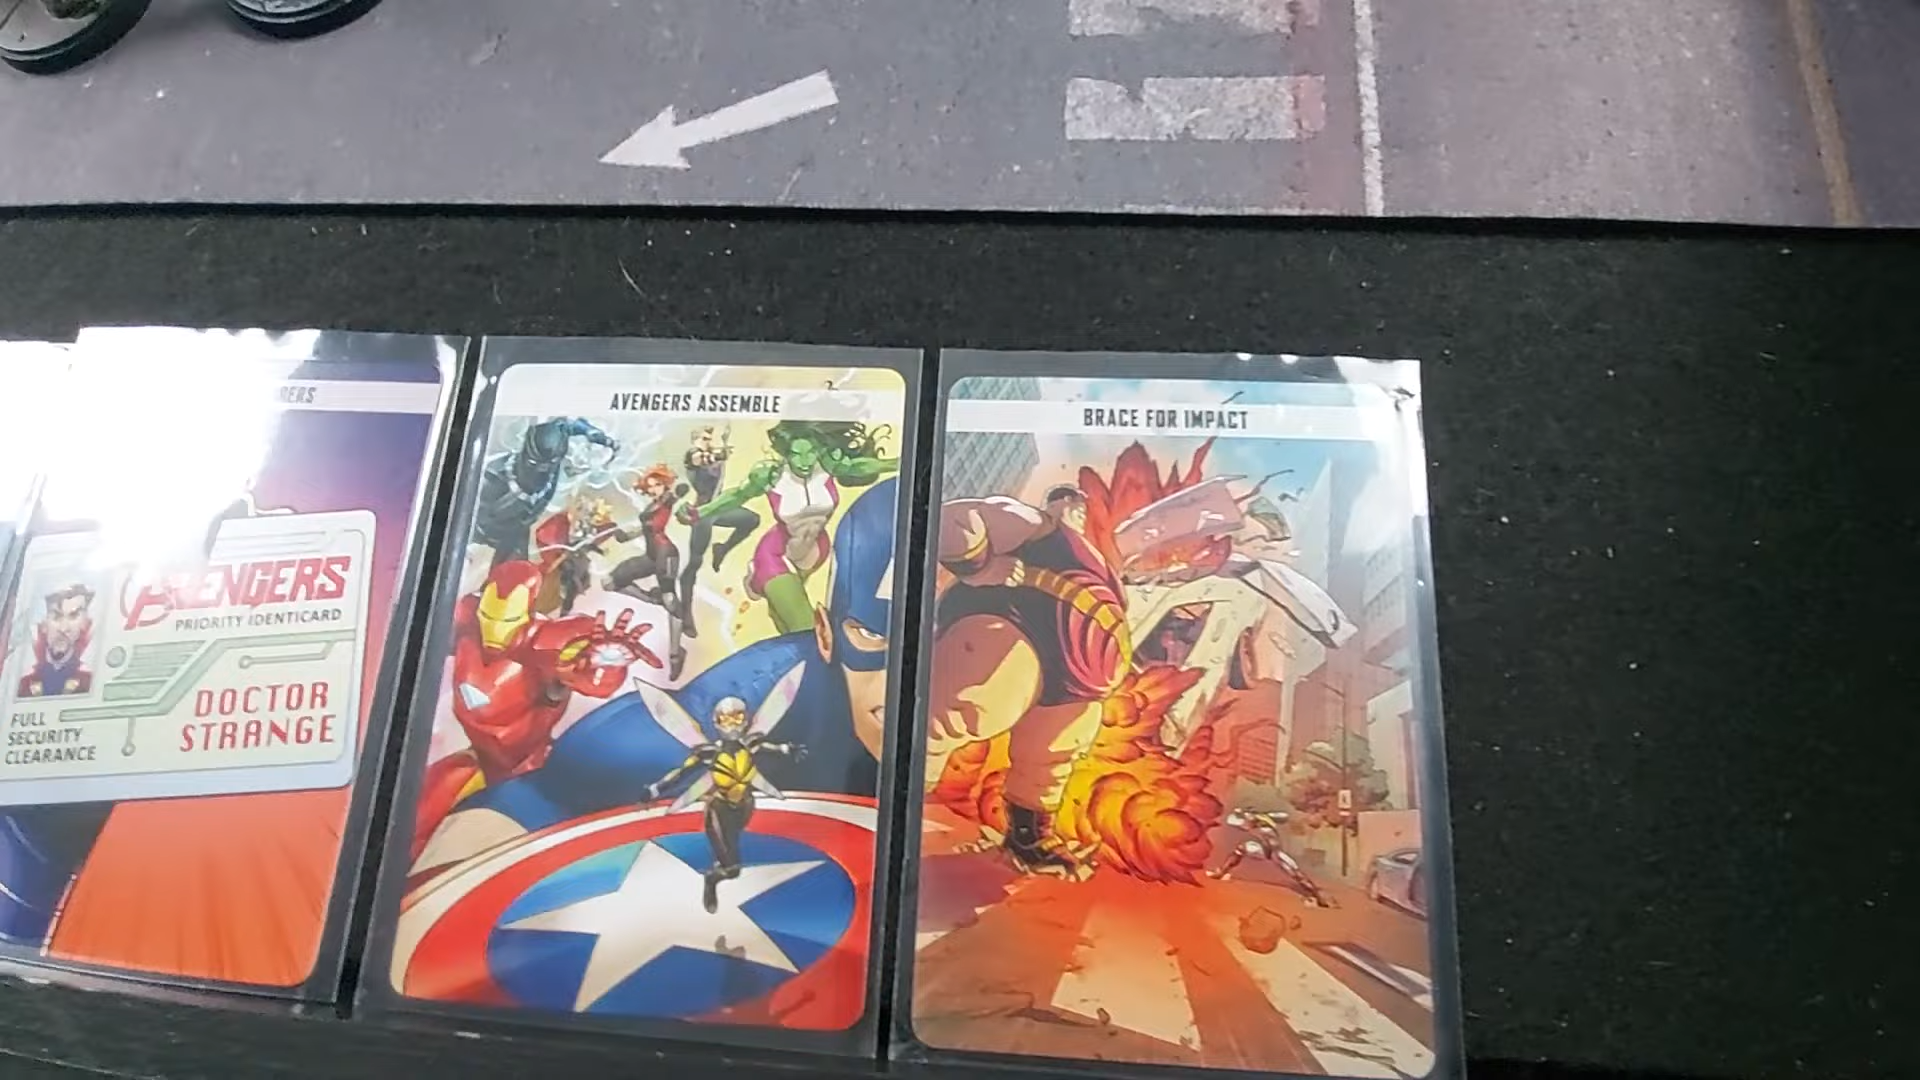 AVENGERS
PRIORITY IDENTICARD
FULL
SECURITY
CLEARANCE
DOCTOR
STRANGE
AVENGERS ASSEMBLE
BRACE FOR IMPACT